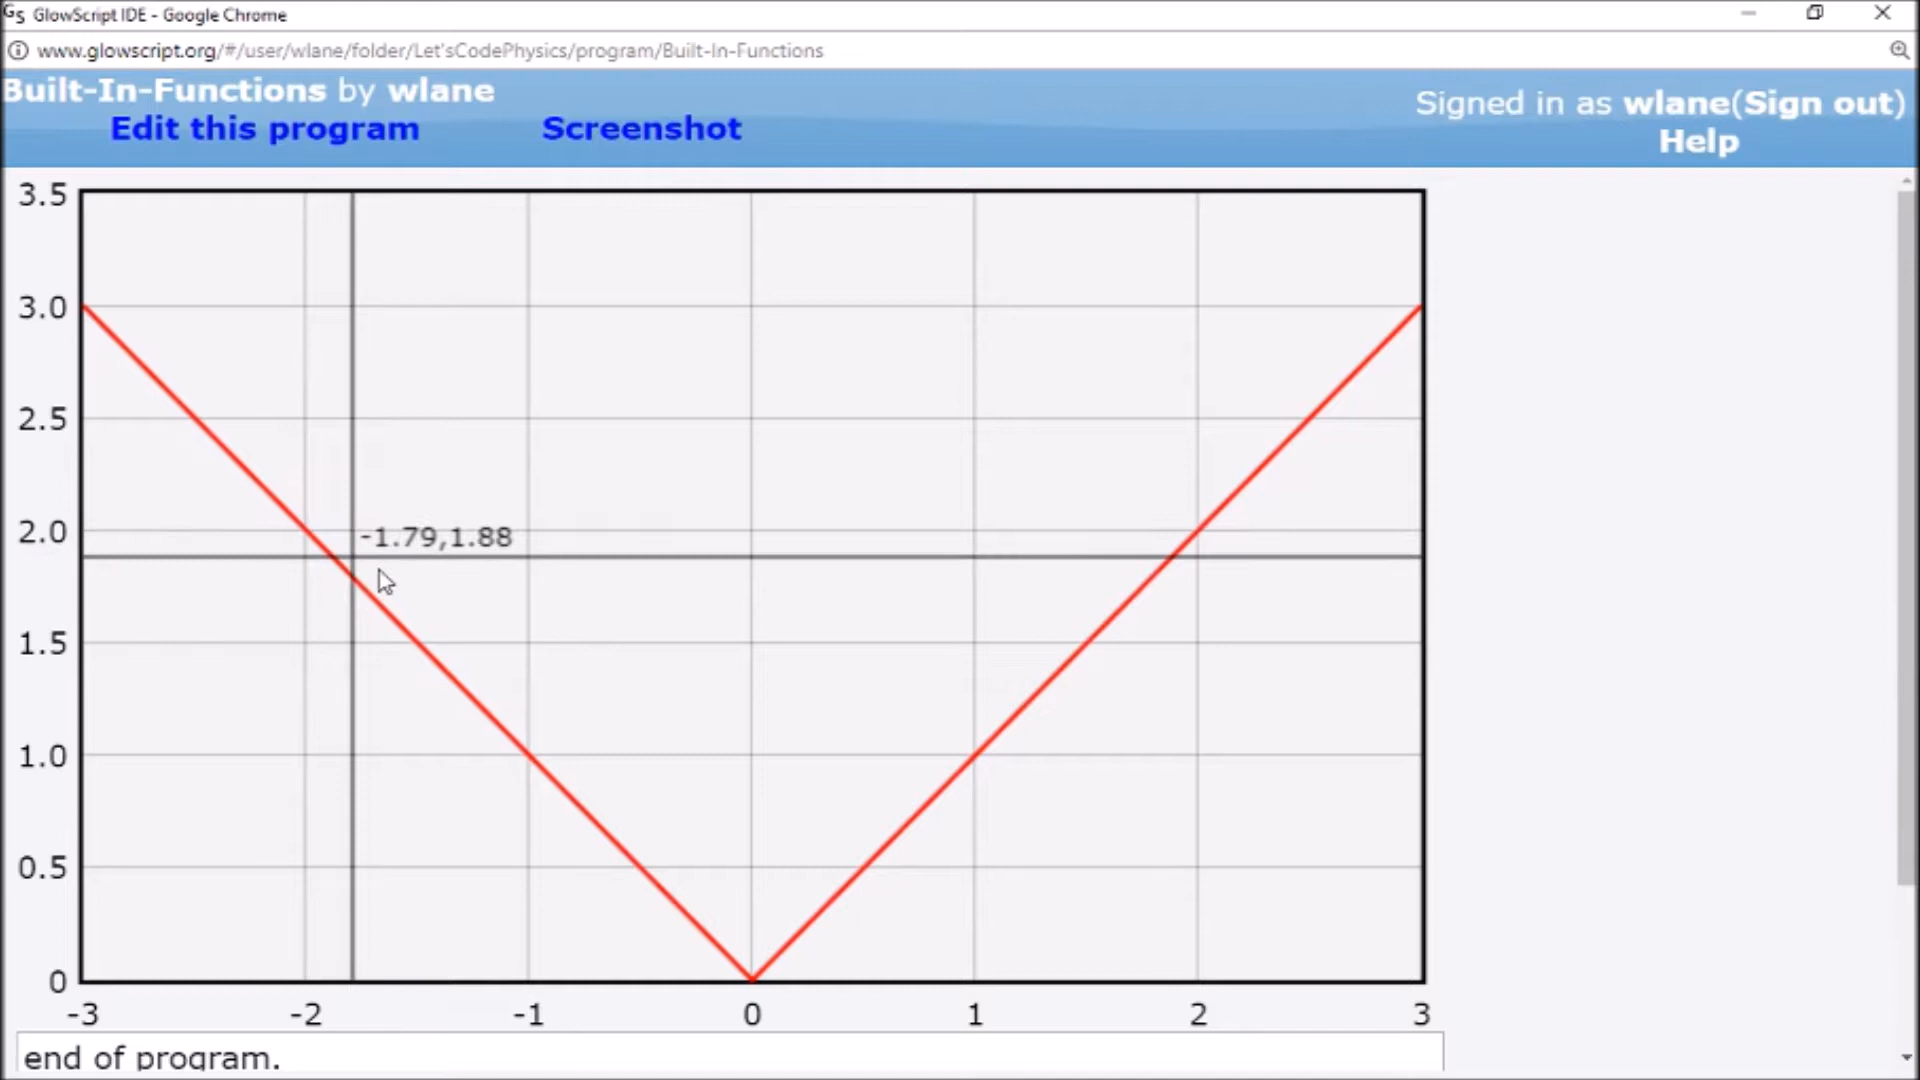 GS GlowScript IDE - Google Chrome
www.glowscript.org/#/user/wlane/folder/Let'sCodePhysics/program/Built-In-Functions
Built-In-Functions by wlane
Signed in as wlane(Sign out)
Edit this program Screenshot
Help
3.5
3.0
2.5
2.0
-1.79,1.88
1.5
1.0
0.5
0
-3 -2 -1 0 1 2 3
end of program.